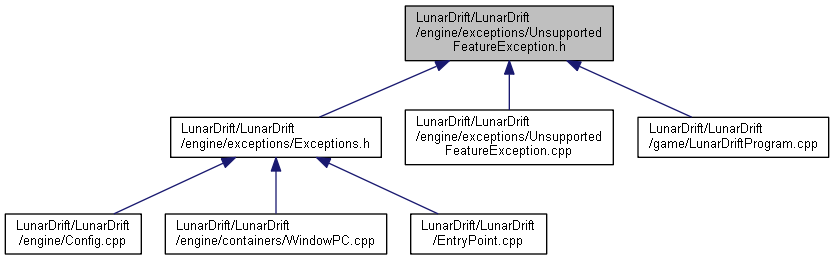 LunarDrift/LunarDrift
/engine/exceptions/Unsupported
FeatureException.h
LunarDrift/LunarDrift
/engine/exceptions/Exceptions.h
LunarDrift/LunarDrift
/engine/exceptions/Unsupported
FeatureException.cpp
LunarDrift/LunarDrift
/game/LunarDriftProgram.cpp
LunarDrift/LunarDrift
/engine/Config.cpp
LunarDrift/LunarDrift
/engine/containers/WindowPC.cpp
LunarDrift/LunarDrift
/EntryPoint.cpp